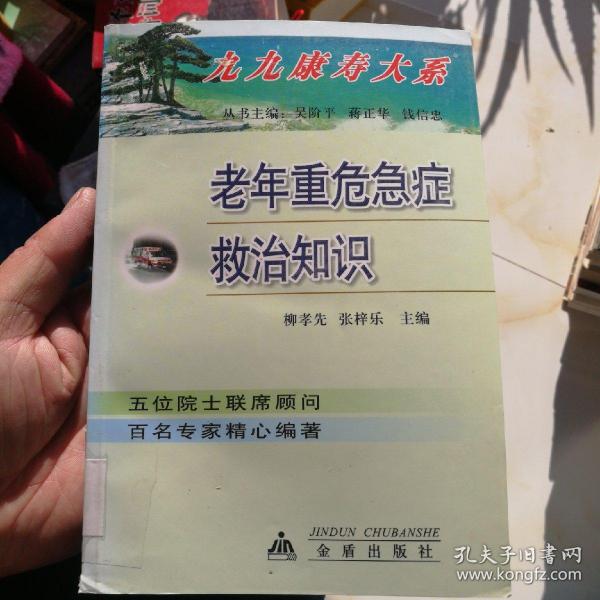 九九康寿大系
丛书主编：吴阶平 蒋正华 钱信忠
老年重危急症
救治知识
柳孝先 张梓乐 主编
五位院士联席顾问
百名专家精心编著
JINDUN CHUBANSHE
金盾出版社
孔夫子旧书网
www.kongfz.com